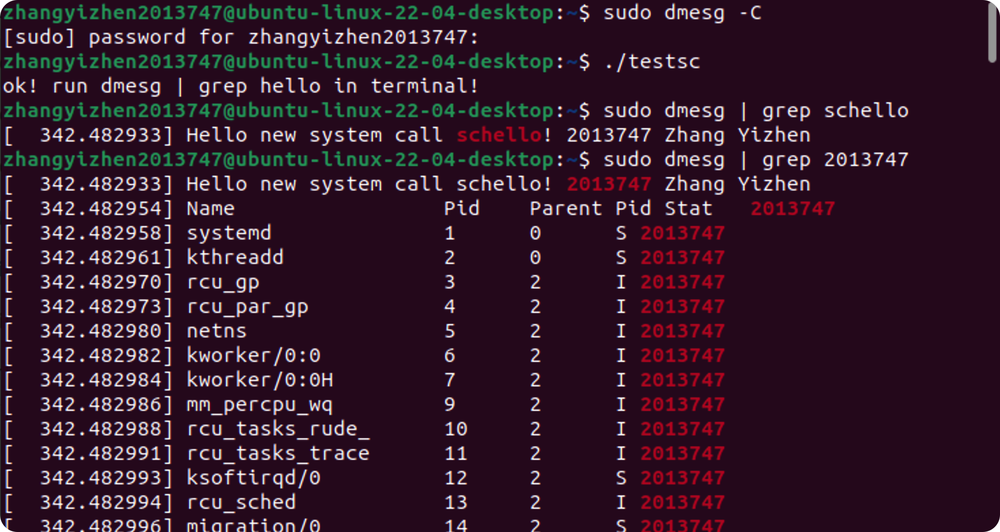 zhangyizhen2013747@ubuntu-linux-22-04-desktop:~$ sudo dmesg -C
[sudo] password for zhangyizhen2013747:
zhangyizhen2013747@ubuntu-linux-22-04-desktop:~$ ./testsc
ok! run dmesg | grep hello in terminal!
zhangyizhen2013747@ubuntu-linux-22-04-desktop:~$ sudo dmesg | grep schello
[  342.482933] Hello new system call schello! 2013747 Zhang Yizhen
zhangyizhen2013747@ubuntu-linux-22-04-desktop:~$ sudo dmesg | grep 2013747
[  342.482933] Hello new system call schello! 2013747 Zhang Yizhen
[  342.482954] Name                 Pid    Parent Pid Stat   2013747
[  342.482958] systemd              1      0      S 2013747
[  342.482961] kthreadd             2      0      S 2013747
[  342.482970] rcu_gp               3      2      I 2013747
[  342.482973] rcu_par_gp           4      2      I 2013747
[  342.482980] netns                5      2      I 2013747
[  342.482982] kworker/0:0          6      2      I 2013747
[  342.482984] kworker/0:0H         7      2      I 2013747
[  342.482986] mm_percpu_wq         9      2      I 2013747
[  342.482988] rcu_tasks_rude_      10     2      I 2013747
[  342.482991] rcu_tasks_trace      11     2      I 2013747
[  342.482993] ksoftirqd/0          12     2      S 2013747
[  342.482994] rcu_sched            13     2      I 2013747
[  342.482996] migration/0          14     2      S 2013747